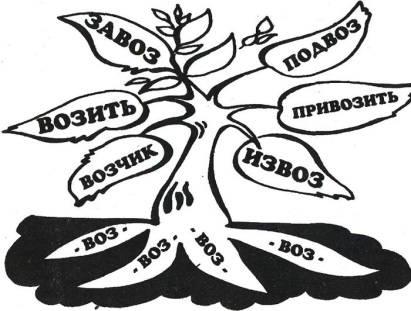 ЗАВОЗ
ПОДВОЗ
ВОЗИТЬ
ПРИВОЗИТЬ
ВОЗЧИК
ИЗВОЗ
- ВОЗ -
- ВОЗ -
- ВОЗ -
- ВОЗ -